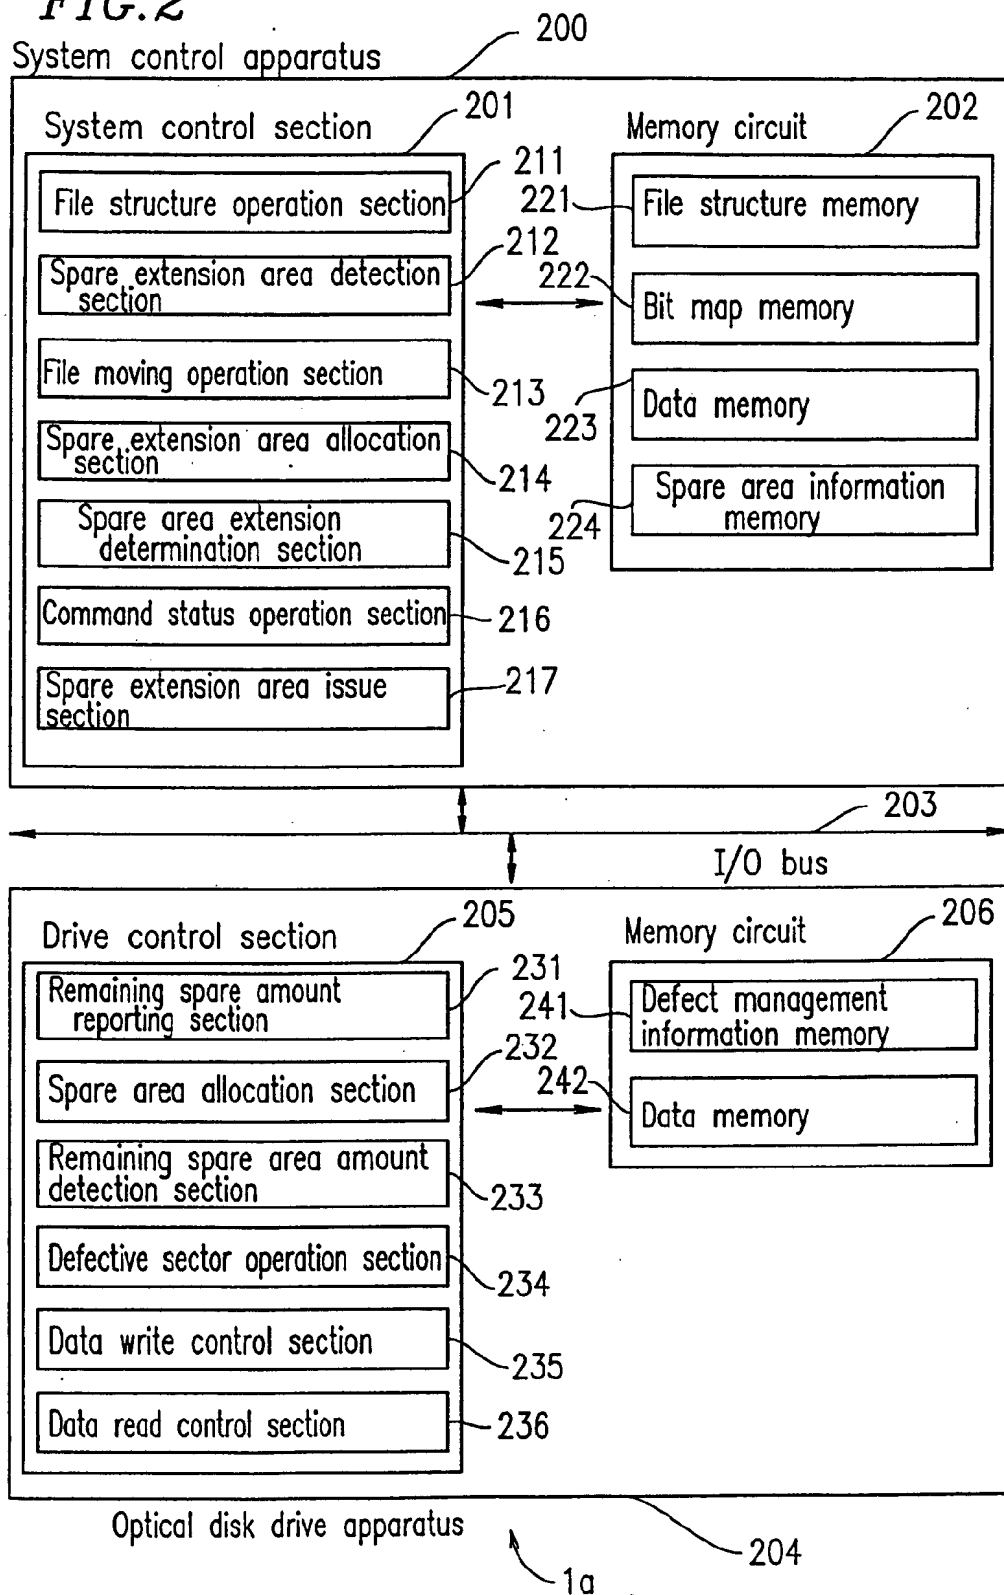 FIG.2
200
System control apparatus
201
202
System control section
Memory circuit
211
File structure operation section
221
File structure memory
212
Spare extension area detection
section
222
Bit map memory
File moving operation section
213
223
Data memory
Spare extension area allocation
section
214
224
Spare area information
memory
Spare area extension
determination section
215
Command status operation section
216
Spare extension area issue
section
217
203
I/O bus
205
206
Drive control section
Memory circuit
231
Remaining spare amount
reporting section
241
Defect management
information memory
232
Spare area allocation section
242
Data memory
Remaining spare area amount
detection section
233
Defective sector operation section
234
Data write control section
235
Data read control section
236
Optical disk drive apparatus
204
1a